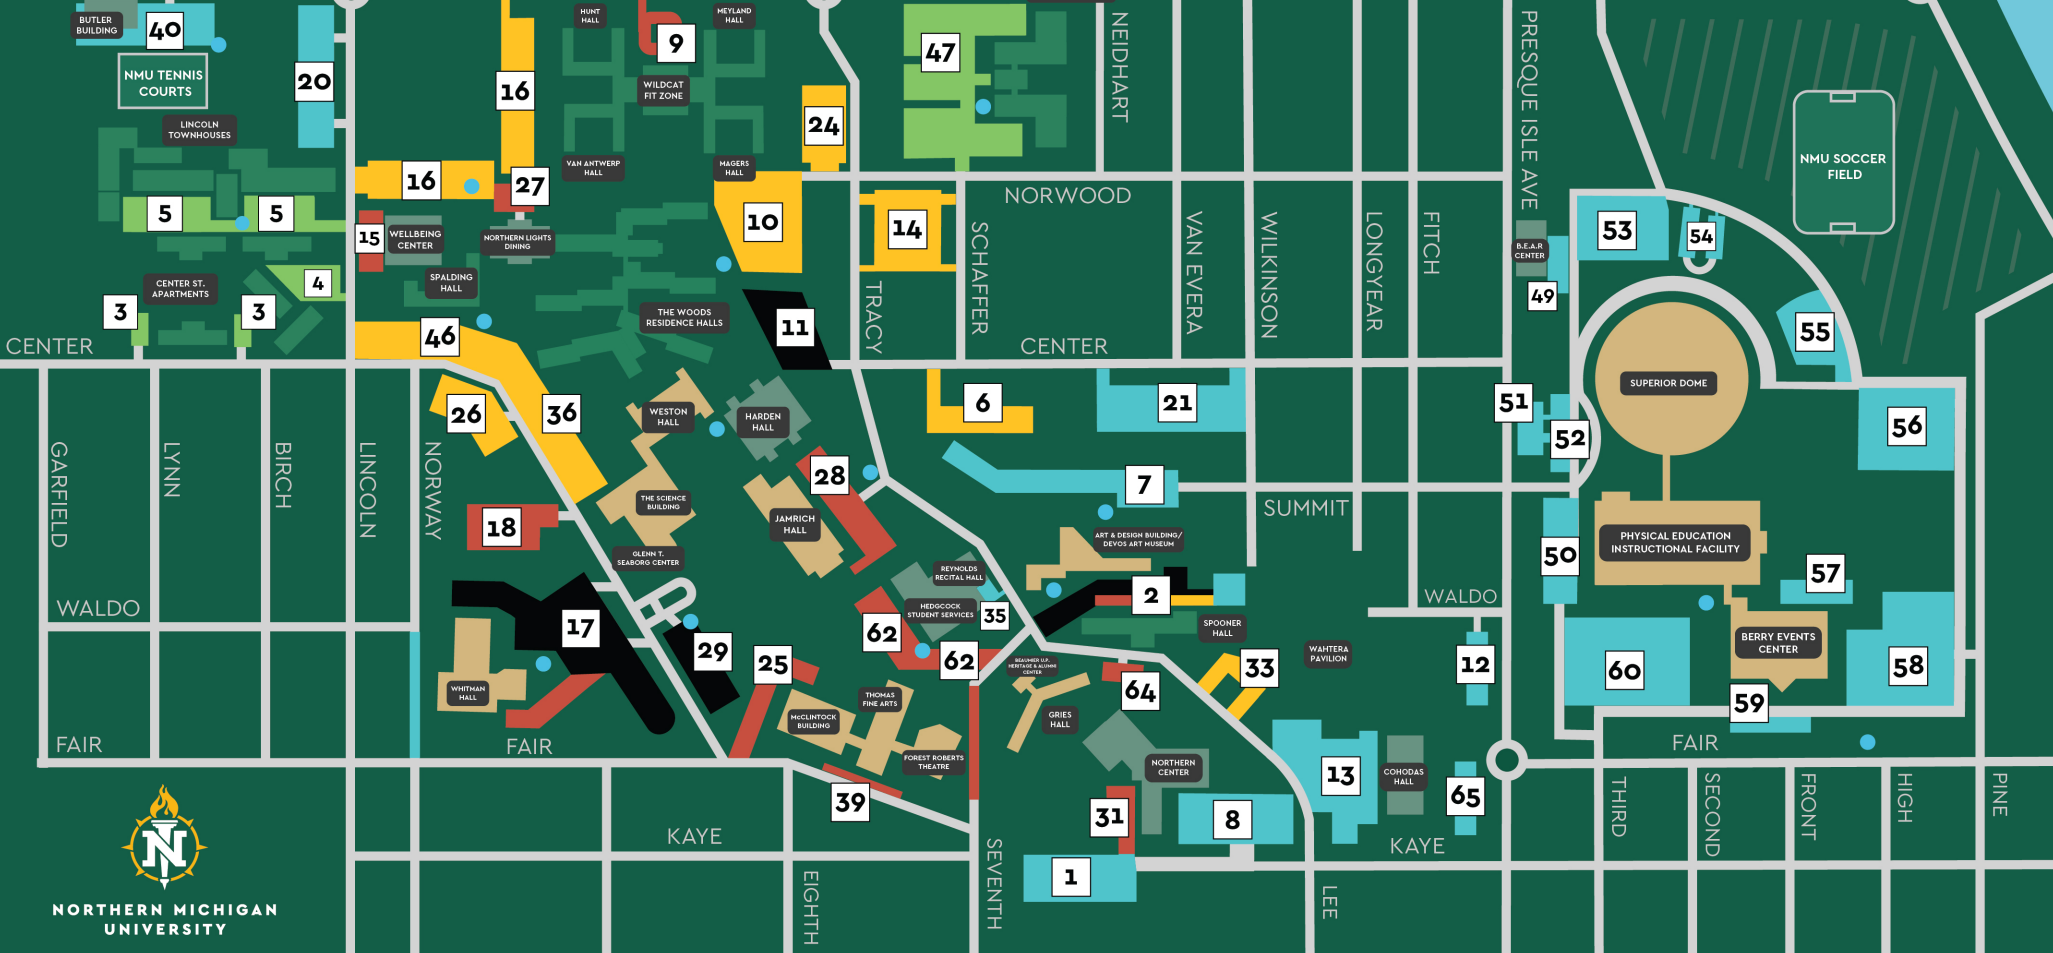 BUTLER
BUILDING
40
NMU TENNIS
COURTS
20
LINCOLN
TOWNHOUSES
5
5
CENTER ST.
APARTMENTS
4
3
3
CENTER
16
16
27
15
WELLBEING
CENTER
NORTHERN LIGHTS
DINING
SPALDING
HALL
46
HUNT
HALL
9
MEYLAND
HALL
WILDCAT
FIT ZONE
VAN ANTWERP
HALL
MAGERS
HALL
24
10
14
THE WOODS
RESIDENCE HALLS
11
47
NEIDHART
NORWOOD
TRACY
SCHAFFER
CENTER
VAN EVERA
WILKINSON
LONGYEAR
FITCH
PRESQUE ISLE AVE
NMU SOCCER
FIELD
53
54
B.E.A.R
CENTER
49
55
SUPERIOR DOME
51
52
56
26
36
WESTON
HALL
HARDEN
HALL
6
21
7
SUMMIT
GARFIELD
LYNN
BIRCH
LINCOLN
NORWAY
18
THE SCIENCE
BUILDING
28
JAMRICH
HALL
GLENN T.
SEABORG CENTER
ART & DESIGN BUILDING/
DEVOS ART MUSEUM
REYNOLDS
RECITAL HALL
HEDGCOCK
STUDENT SERVICES
35
2
50
PHYSICAL EDUCATION
INSTRUCTIONAL FACILITY
57
WALDO
WALDO
17
29
25
62
62
SPOONER
HALL
WAHTERA
PAVILION
12
60
BERRY EVENTS
CENTER
58
59
WHITMAN
HALL
BEAUMIER U.P.
HERITAGE & ALUMNI
CENTER
64
33
THOMAS
FINE ARTS
McCLINTOCK
BUILDING
FOREST ROBERTS
THEATRE
GRIES
HALL
NORTHERN
CENTER
13
COHODAS
HALL
65
FAIR
FAIR
FAIR
39
31
8
KAYE
KAYE
1
EIGHTH
SEVENTH
LEE
THIRD
SECOND
FRONT
HIGH
PINE
N
NORTHERN MICHIGAN
UNIVERSITY